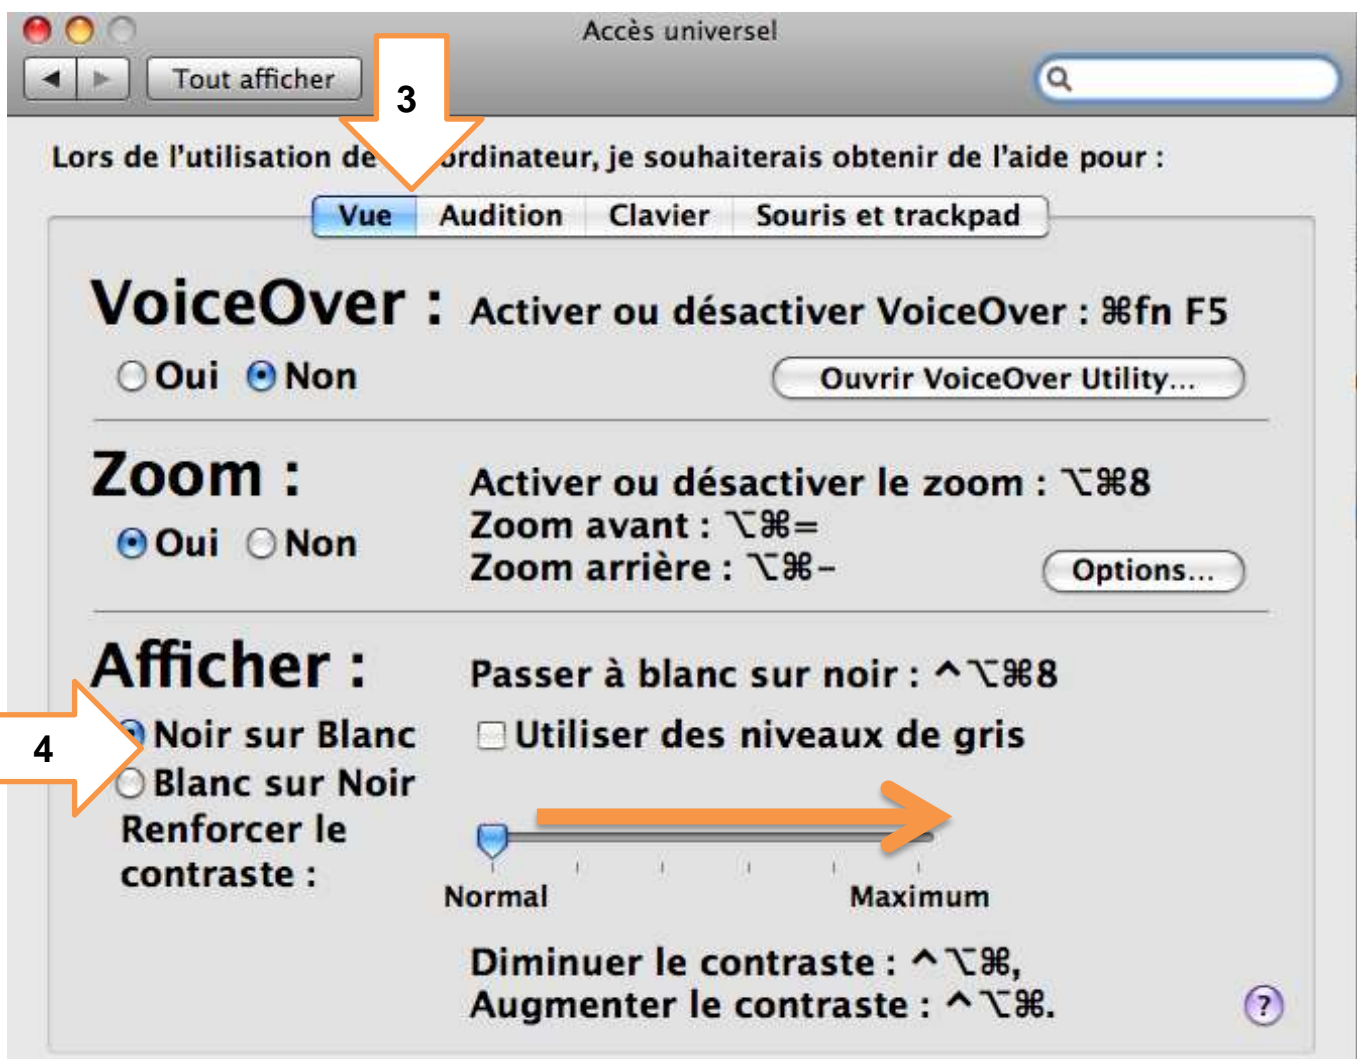 Accès universel
Tout afficher
3
Lors de l'utilisation de ordinateur, je souhaiterais obtenir de l'aide pour :
Vue Audition Clavier Souris et trackpad
VoiceOver : Activer ou désactiver VoiceOver : ⌘fn F5
Oui Non Ouvrir VoiceOver Utility...
Zoom : Activer ou désactiver le zoom : ⌥⌘8
Zoom avant : ⌥⌘=
Oui Non
Zoom arrière : ⌥⌘-
Options...
Afficher : Passer à blanc sur noir : ^⌥⌘8
4
Noir sur Blanc Utiliser des niveaux de gris
Blanc sur Noir
Renforcer le
contraste :
Normal Maximum
Diminuer le contraste : ^⌥⌘,
Augmenter le contraste : ^⌥⌘.
?